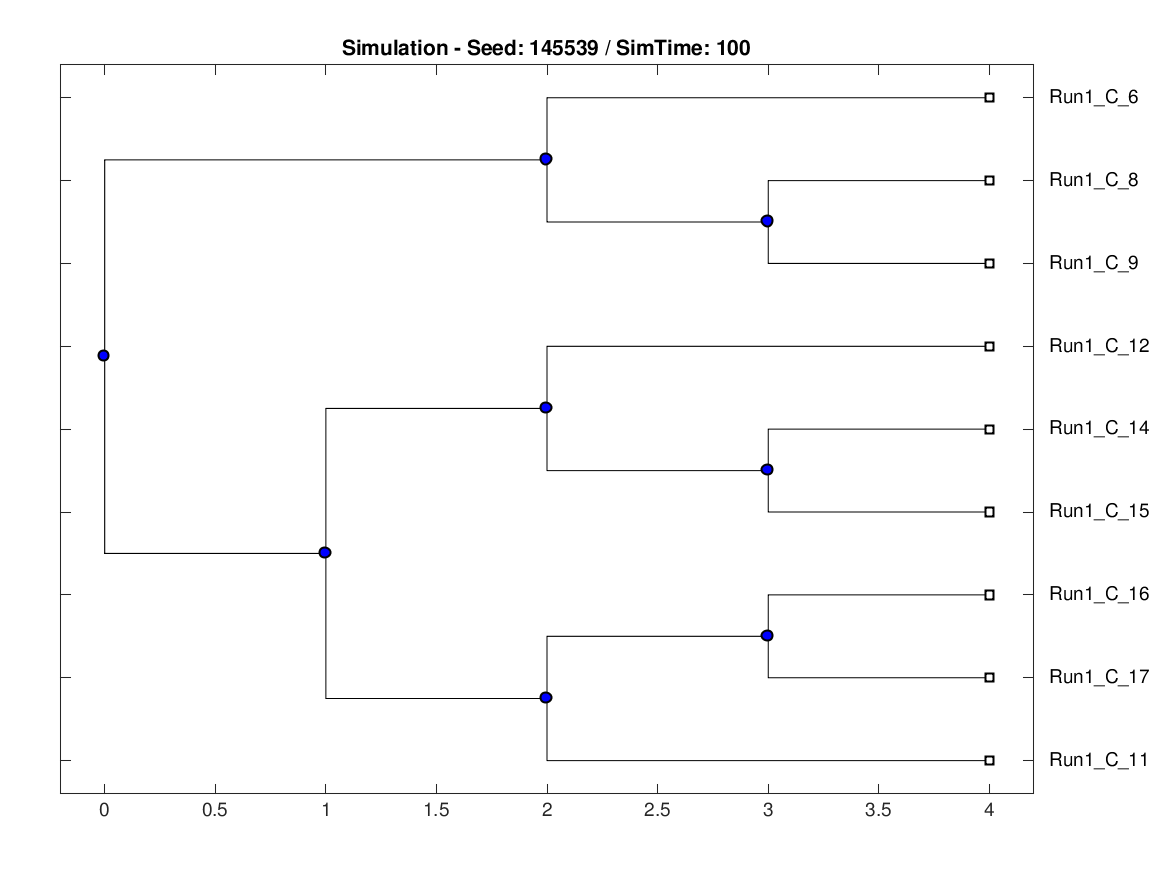 Simulation - Seed: 145539 / SimTime: 100
Run1_C_6
Run1_C_8
Run1_C_9
Run1_C_12
Run1_C_14
Run1_C_15
Run1_C_16
Run1_C_17
Run1_C_11
0 0.5 1 1.5 2 2.5 3 3.5 4